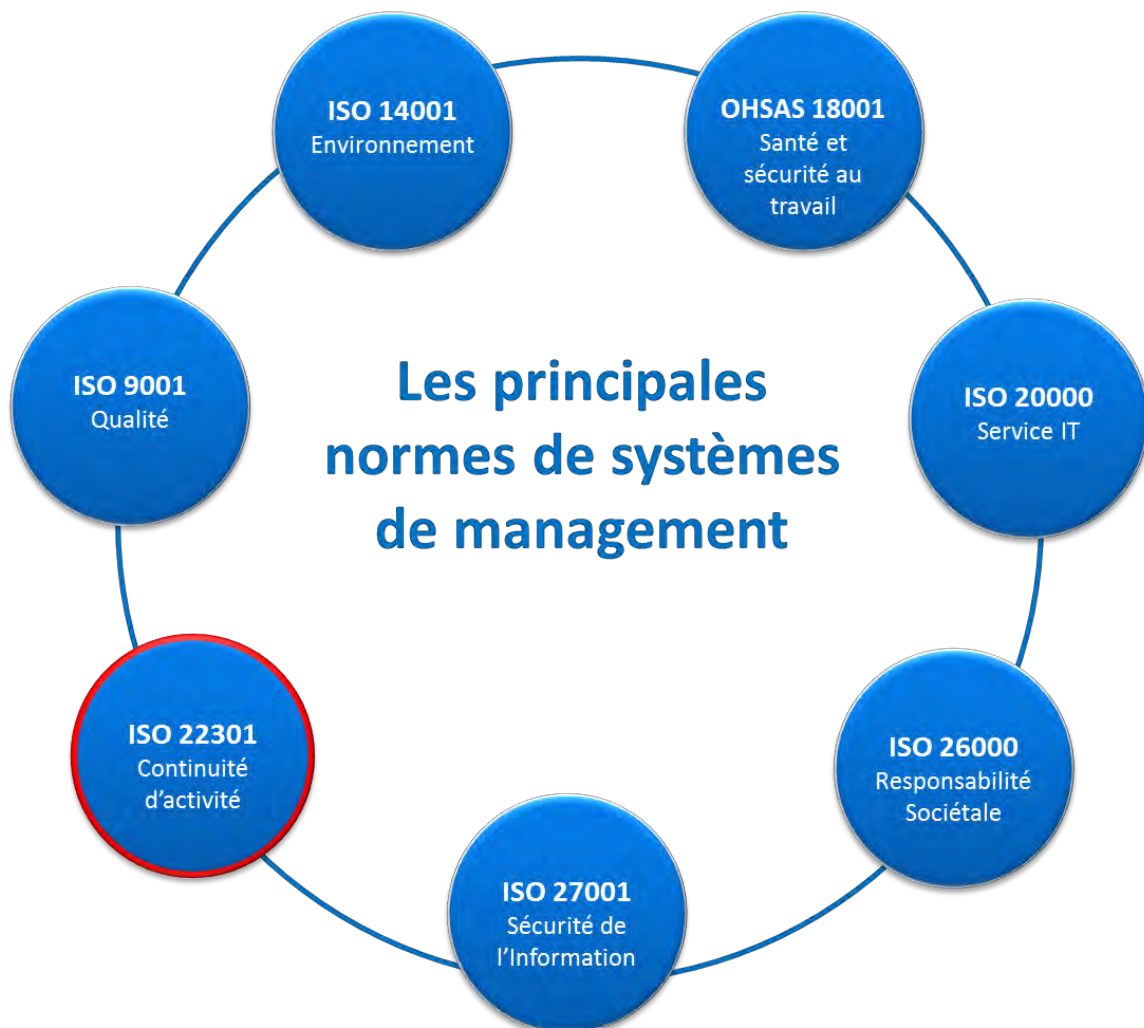 ISO 14001
Environnement
OHSAS 18001
Santé et
sécurité au
travail
ISO 9001
Qualité
Les principales
normes de systèmes
de management
ISO 20000
Service IT
ISO 22301
Continuité
d’activité
ISO 26000
Responsabilité
Sociétale
ISO 27001
Sécurité de
l’Information